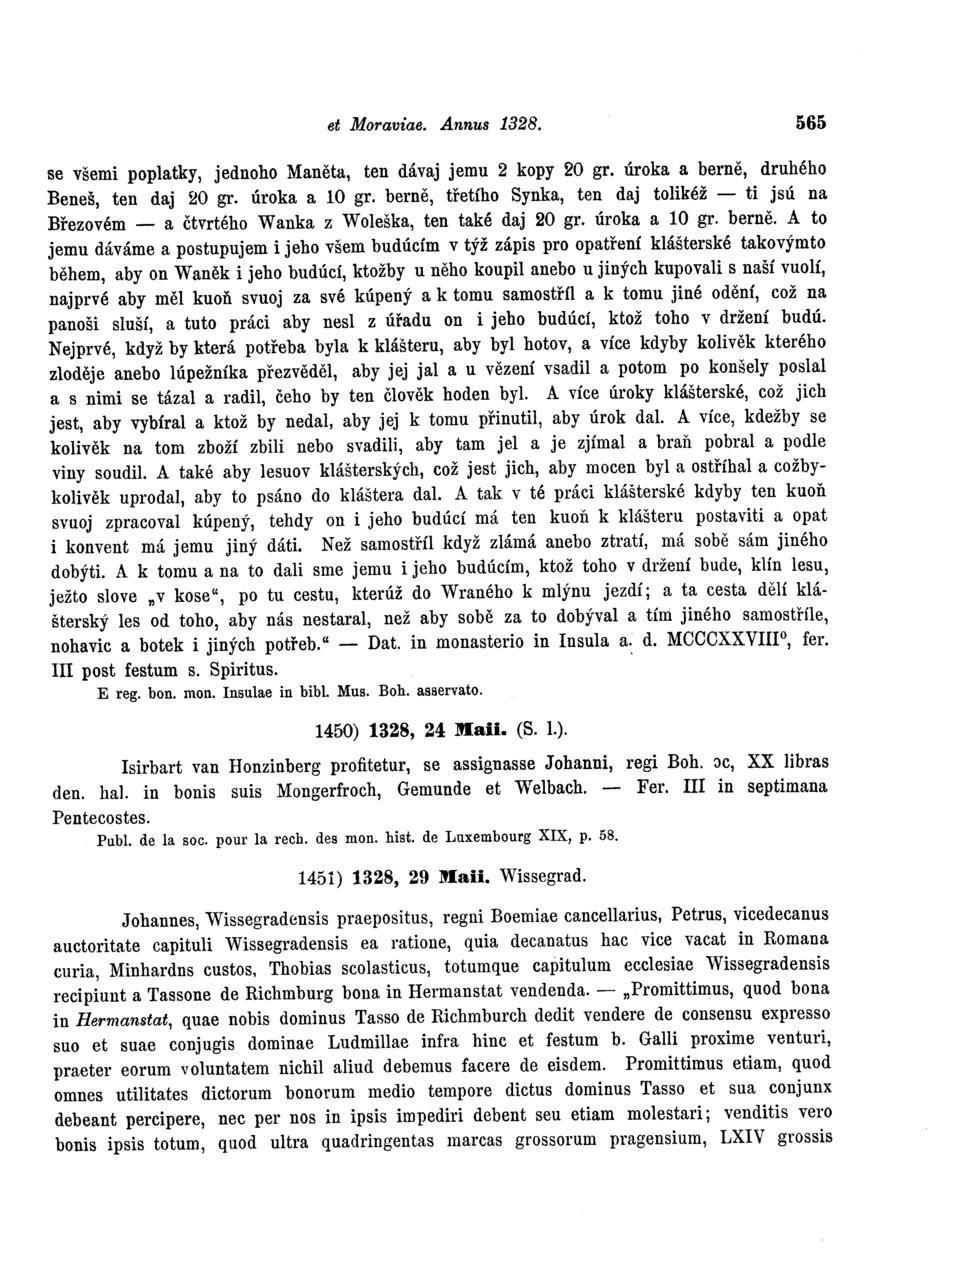 et Moraviae. Annus 1328. 565
se všemi poplatky, jednoho Maněta, ten dávaj jemu 2 kopy 20 gr. úroka a berně, druhého
Beneš, ten daj 20 gr. úroka a 10 gr. berně, třetího Synka, ten daj tolikéž — ti jsú na
Březovém — a čtvrtého Wanka z Woleška, ten také daj 20 gr. úroka a 10 gr. berně. A to
jemu dáváme a postupujem i jeho všem budúcím v týž zápis pro opatření klášterské takovýmto
během, aby on Waněk i jeho budúcí, ktožby u něho koupil anebo u jiných kupovali s naší vuolí,
najprvé aby měl kuoň svuoj za své kúpený a k tomu samostříl a k tomu jiné odění, což na
panoši sluší, a tuto práci aby nesl z úřadu on i jeho budúcí, ktož toho v držení budú.
Nejprvé, když by která potřeba byla k klášteru, aby byl hotov, a více kdyby kolivěk kterého
zloděje anebo lúpežníka přezvěděl, aby jej jal a u vězení vsadil a potom po konšely poslal
a s nimi se tázal a radil, čeho by ten člověk hoden byl. A více úroky klášterské, což jich
jest, aby vybíral a ktož by nedal, aby jej k tomu přinutil, aby úrok dal. A více, kdežby se
kolivěk na tom zboží zbili nebo svadili, aby tam jel a je zjímal a braň pobral a podle
viny soudil. A také aby lesuov klášterských, což jest jich, aby mocen byl a ostříhal a cožby-
kolivěk uprodal, aby to psáno do kláštera dal. A tak v té práci klášterské kdyby ten kuoň
svuoj zpracoval kúpený, tehdy on i jeho budúcí má ten kuoň k klášteru postaviti a opat
i konvent má jemu jiný dáti. Než samostříl když zlámá anebo ztratí, má sobě sám jiného
dobýti. A k tomu a na to dali sme jemu i jeho budúcím, ktož toho v držení bude, klín lesu,
ježto slove „v kose“, po tu cestu, kterúž do Wraného k mlýnu jezdí; a ta cesta dělí klá-
šterský les od toho, aby nás nestaral, než aby sobě za to dobýval a tím jiného samostříle,
nohavic a botek i jiných potřeb.“ — Dat. in monasterio in Insula a. d. MCCCXXVIII⁰, fer.
III post festum s. Spiritus.
E reg. bon. mon. Insulae in bibl. Mus. Boh. asservato.
1450) 1328, 24 Maii. (S. l.).
Isirbart van Honzinberg profitetur, se assignasse Johanni, regi Boh. ɔc, XX libras
den. hal. in bonis suis Mongerfroch, Gemunde et Welbach. — Fer. III in septimana
Pentecostes.
Publ. de la soc. pour la rech. des mon. hist. de Luxembourg XIX, p. 58.
1451) 1328, 29 Maii. Wissegrad.
Johannes, Wissegradensis praepositus, regni Boemiae cancellarius, Petrus, vicedecanus
auctoritate capituli Wissegradensis ea ratione, quia decanatus hac vice vacat in Romana
curia, Minhardns custos, Thobias scolasticus, totumque capitulum ecclesiae Wissegradensis
recipiunt a Tassone de Richmburg bona in Hermanstat vendenda. — „Promittimus, quod bona
in Hermanstat, quae nobis dominus Tasso de Richmburch dedit vendere de consensu expresso
suo et suae conjugis dominae Ludmillae infra hinc et festum b. Galli proxime venturi,
praeter eorum voluntatem nichil aliud debemus facere de eisdem. Promittimus etiam, quod
omnes utilitates dictorum bonorum medio tempore dictus dominus Tasso et sua conjunx
debeant percipere, nec per nos in ipsis impediri debent seu etiam molestari; venditis vero
bonis ipsis totum, quod ultra quadringentas marcas grossorum pragensium, LXIV grossis